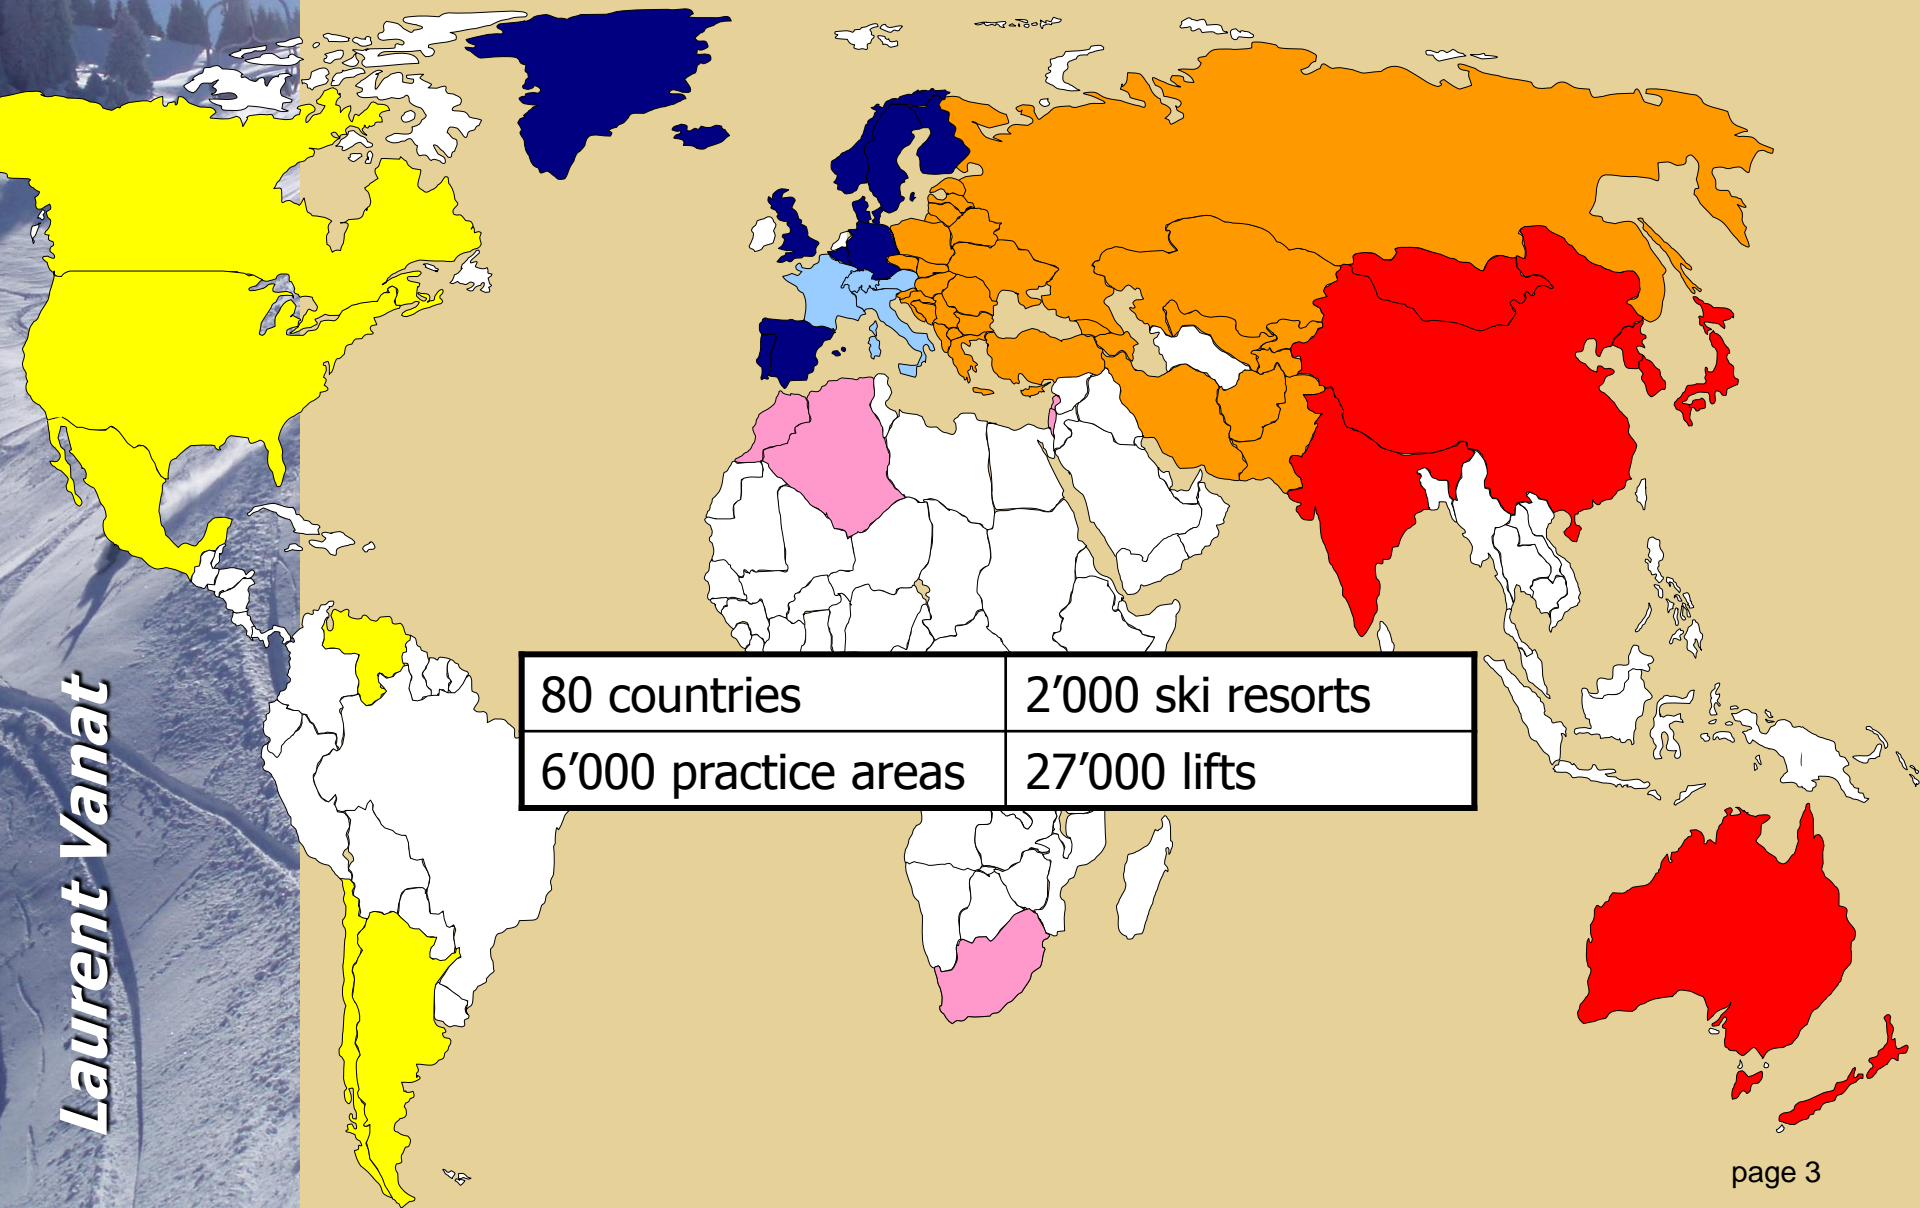 Laurent Vanat
80 countries
2’000 ski resorts
6’000 practice areas
27’000 lifts
page 3